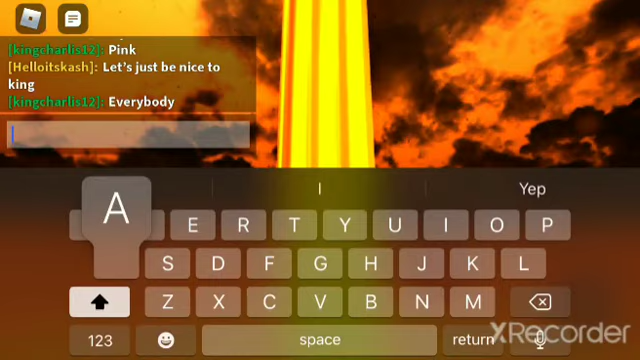 [kingcharlis12]: Pink
[Helloitskash]: Let's just be nice to
king
[kingcharlis12]: Everybody
I Yep
A E R T Y U I O P
S D F G H J K L
Z X C V B N M
123 space return
XRecorder